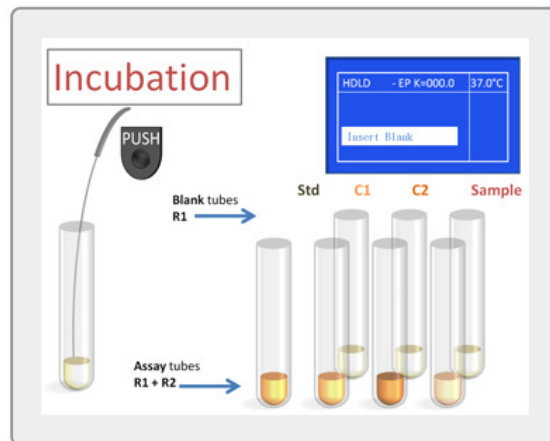 Incubation
PUSH
HDLD - EP K=000.0 37.0°C
Insert Blank
Std C1 C2 Sample
Blank tubes
R1
Assay tubes
R1 + R2